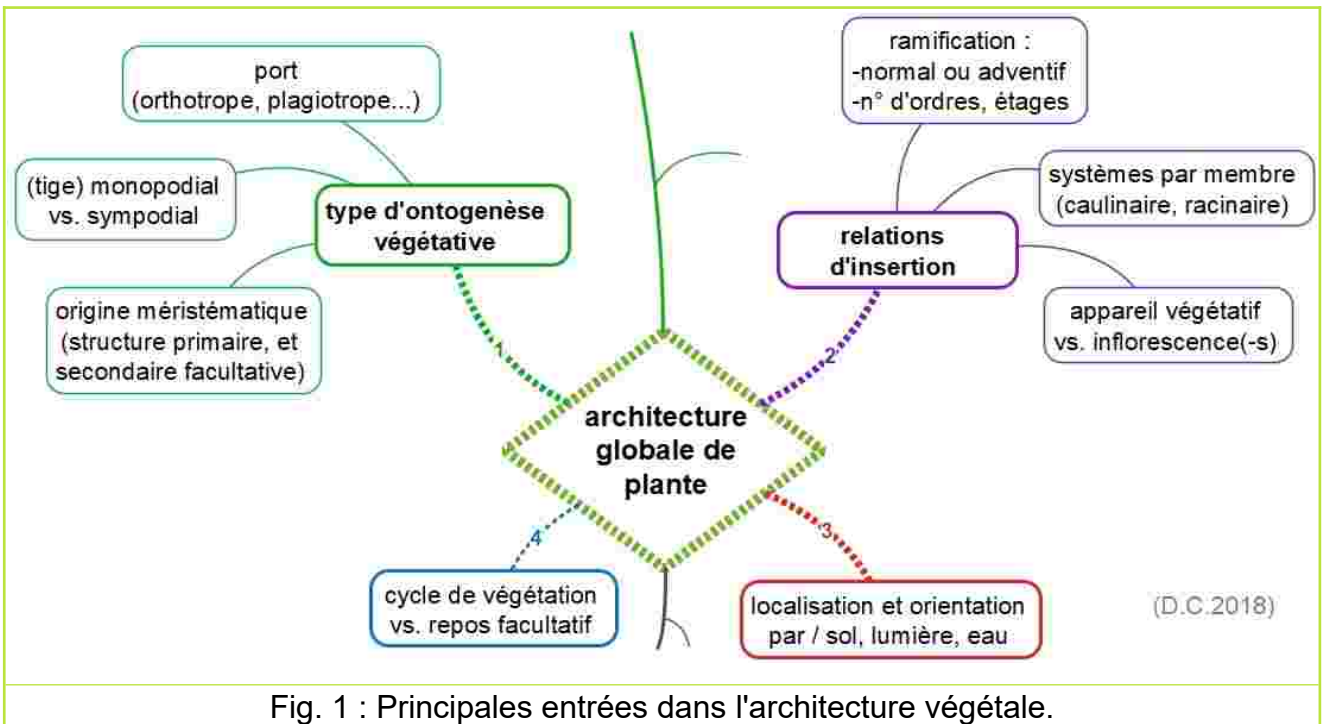 port
(orthotrope, plagiotrope...)
(tige) monopodial
vs. sympodial
origine méristématique
(structure primaire, et
secondaire facultative)
type d'ontogenèse
végétative
1
ramification :
-normal ou adventif
-n° d'ordres, étages
systèmes par membre
(caulinaire, racinaire)
appareil végétatif
vs. inflorescence(-s)
relations
d'insertion
2
architecture
globale de
plante
3
localisation et orientation
par / sol, lumière, eau
4
cycle de végétation
vs. repos facultatif
(D.C.2018)
Fig. 1 : Principales entrées dans l'architecture végétale.